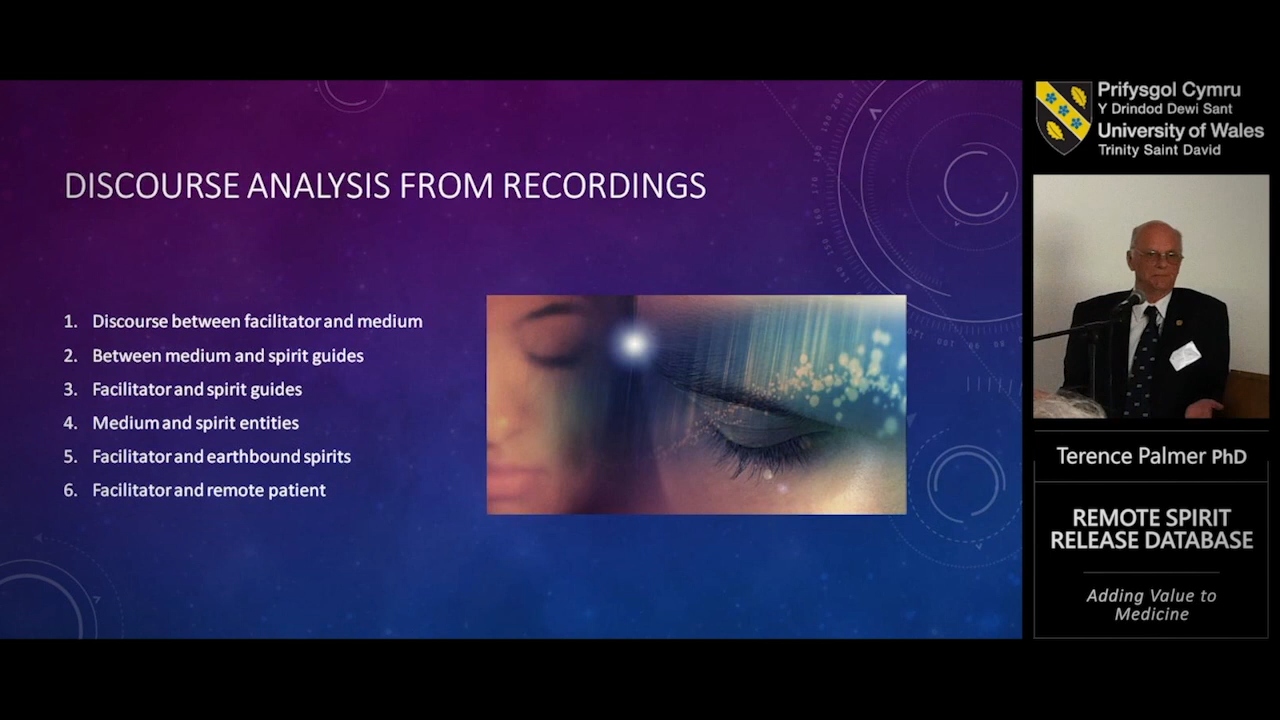 DISCOURSE ANALYSIS FROM RECORDINGS
1. Discourse between facilitator and medium
2. Between medium and spirit guides
3. Facilitator and spirit guides
4. Medium and spirit entities
5. Facilitator and earthbound spirits
6. Facilitator and remote patient
Prifysgol Cymru
Y Drindod Dewi Sant
University of Wales
Trinity Saint David
Terence Palmer PhD
REMOTE SPIRIT
RELEASE DATABASE
Adding Value to
Medicine